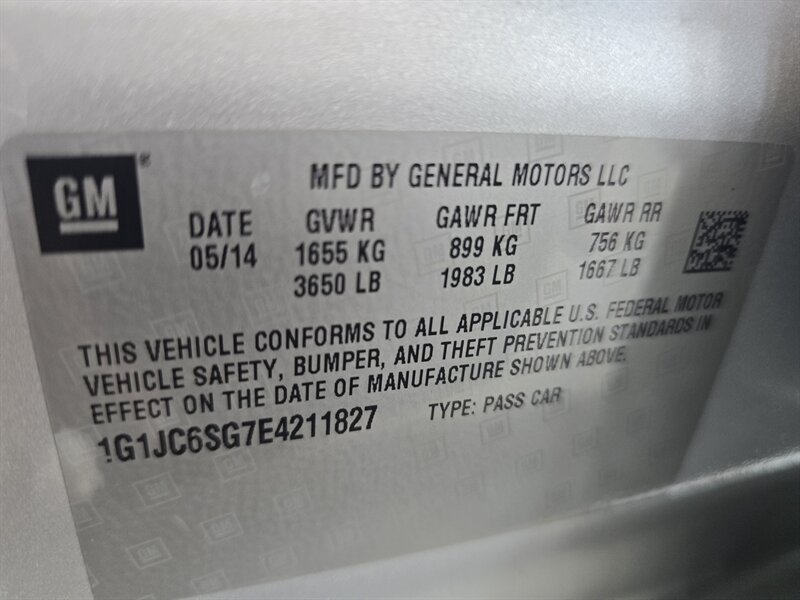 GM®
MFD BY GENERAL MOTORS LLC
DATE GVWR GAWR FRT GAWR RR
05/14 1655 KG 899 KG 756 KG
3650 LB 1983 LB 1667 LB
THIS VEHICLE CONFORMS TO ALL APPLICABLE U.S. FEDERAL MOTOR
VEHICLE SAFETY, BUMPER, AND THEFT PREVENTION STANDARDS IN
EFFECT ON THE DATE OF MANUFACTURE SHOWN ABOVE.
1G1JC6SG7E4211827 TYPE: PASS CAR